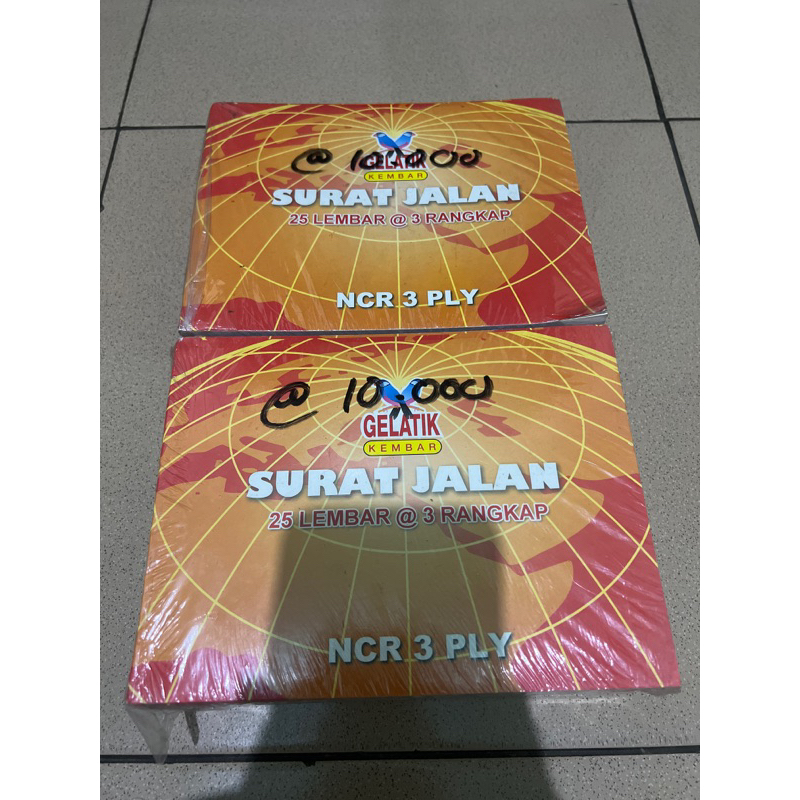 @ 10.000
GELATIK
KEMBAR
SURAT JALAN
25 LEMBAR @ 3 RANGKAP
NCR 3 PLY
@ 10.000
GELATIK
KEMBAR
SURAT JALAN
25 LEMBAR @ 3 RANGKAP
NCR 3 PLY